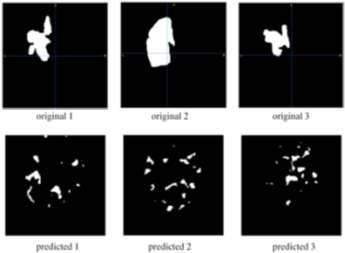 original 1
original 2
original 3
predicted 1
predicted 2
predicted 3